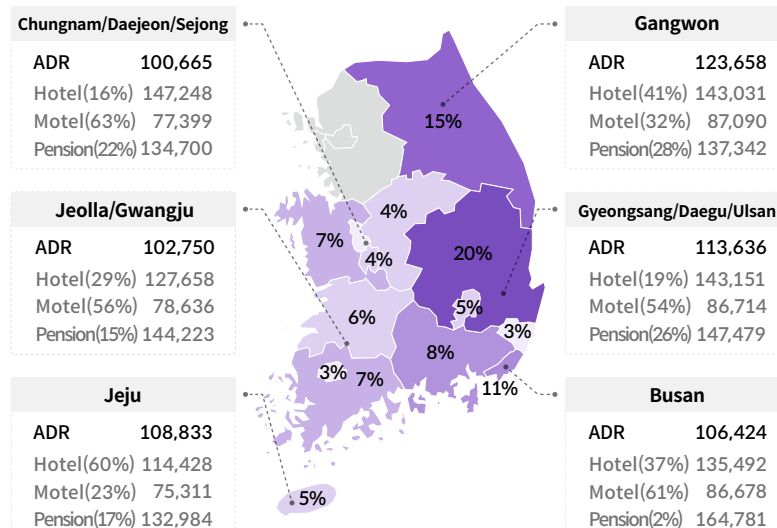 Chungnam/Daejeon/Sejong
ADR 100,665
Hotel(16%) 147,248
Motel(63%) 77,399
Pension(22%) 134,700
Jeolla/Gwangju
ADR 102,750
Hotel(29%) 127,658
Motel(56%) 78,636
Pension(15%) 144,223
Jeju
ADR 108,833
Hotel(60%) 114,428
Motel(23%) 75,311
Pension(17%) 132,984
15%
4%
7%
4%
20%
5%
3%
6%
8%
3%
7%
11%
5%
Gangwon
ADR 123,658
Hotel(41%) 143,031
Motel(32%) 87,090
Pension(28%) 137,342
Gyeongsang/Daegu/Ulsan
ADR 113,636
Hotel(19%) 143,151
Motel(54%) 86,714
Pension(26%) 147,479
Busan
ADR 106,424
Hotel(37%) 135,492
Motel(61%) 86,678
Pension(2%) 164,781